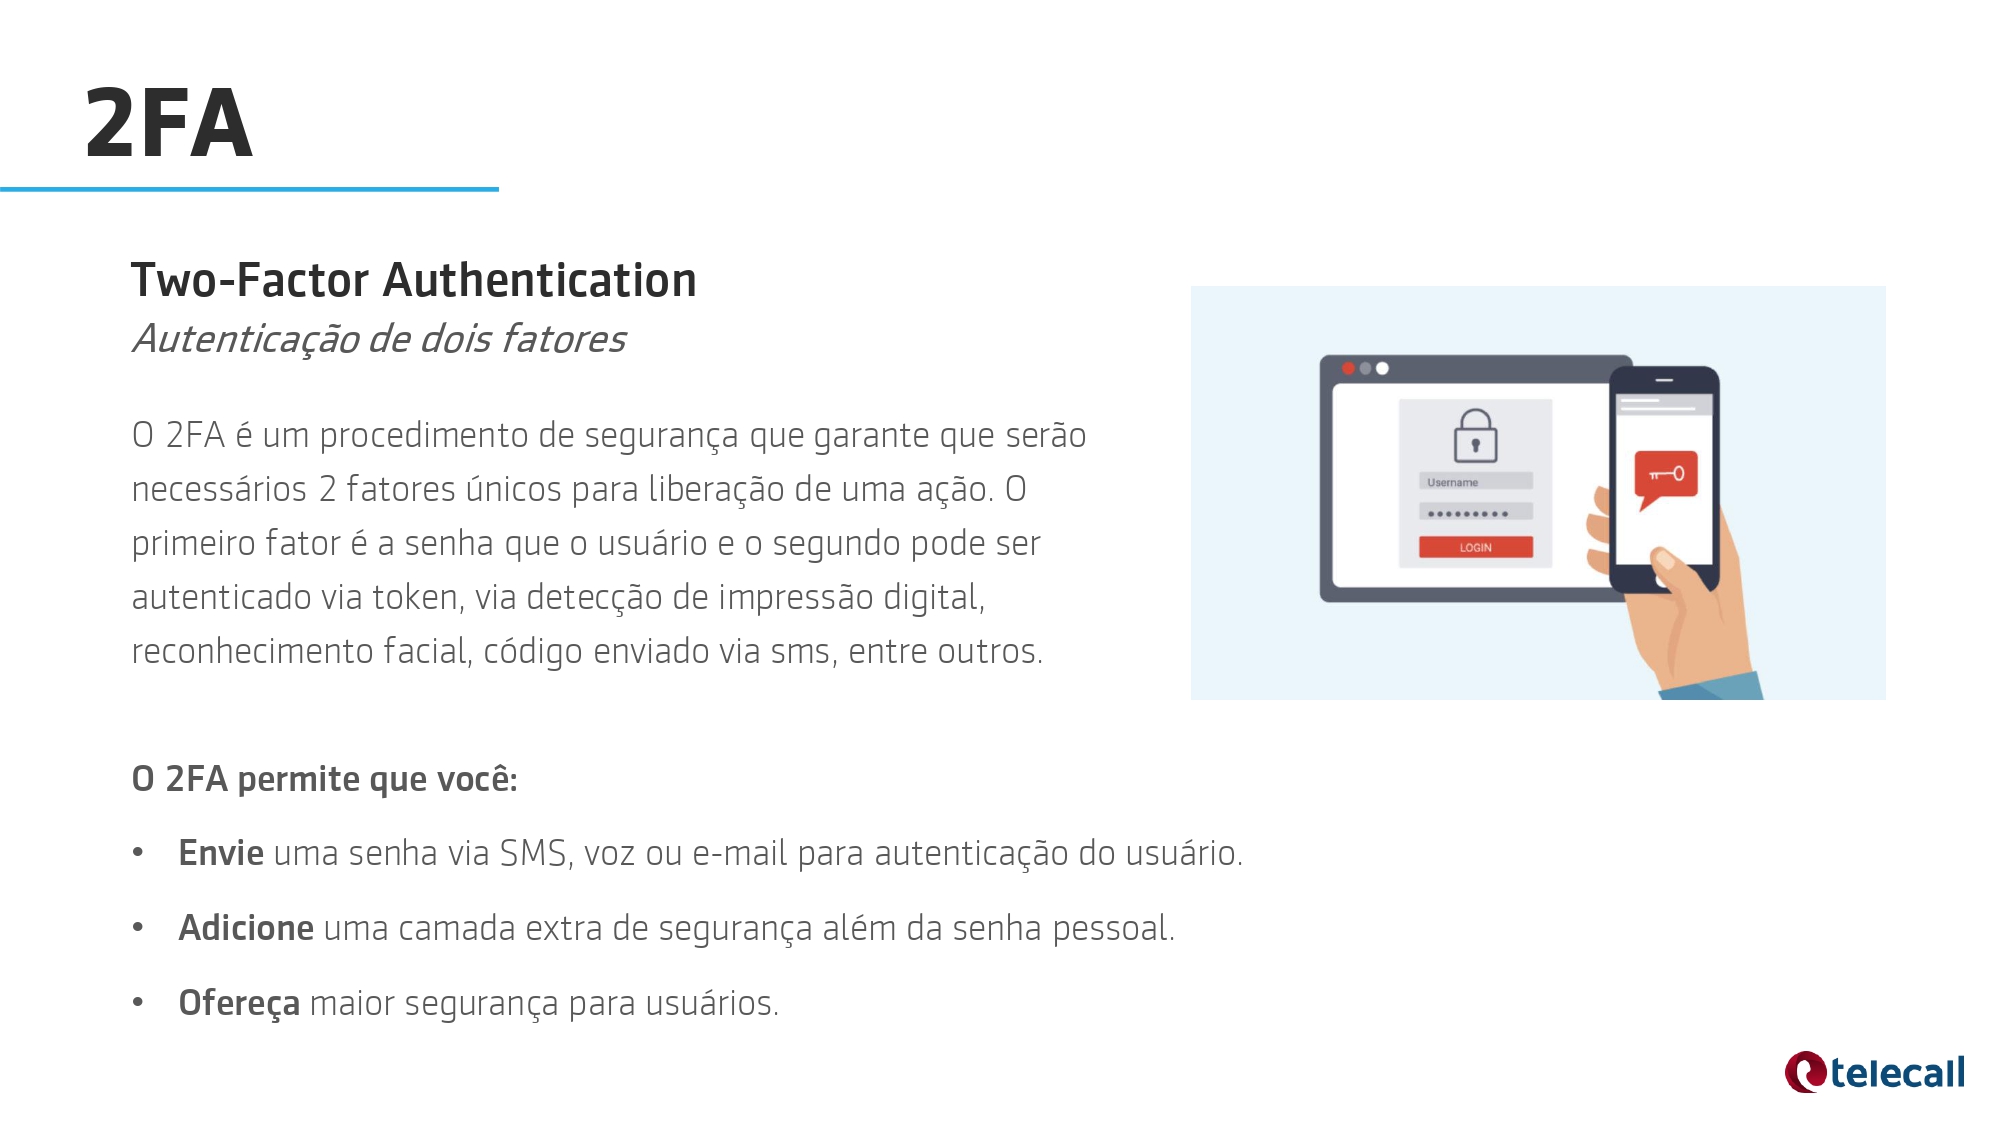 2FA
Two-Factor Authentication
Autenticação de dois fatores
O 2FA é um procedimento de segurança que garante que serão
necessários 2 fatores únicos para liberação de uma ação. O
primeiro fator é a senha que o usuário e o segundo pode ser
autenticado via token, via detecção de impressão digital,
reconhecimento facial, código enviado via sms, entre outros.
Username
LOGIN
O 2FA permite que você:
• Envie uma senha via SMS, voz ou e-mail para autenticação do usuário.
• Adicione uma camada extra de segurança além da senha pessoal.
• Ofereça maior segurança para usuários.
telecall